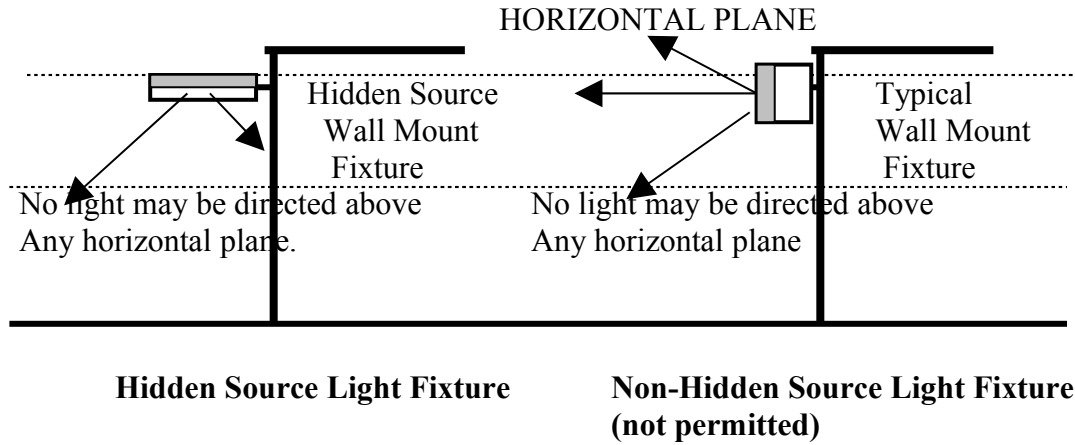 HORIZONTAL PLANE
Hidden Source
Wall Mount
Fixture
No light may be directed above
Any horizontal plane.
Typical
Wall Mount
Fixture
No light may be directed above
Any horizontal plane
Hidden Source Light Fixture
Non-Hidden Source Light Fixture
(not permitted)